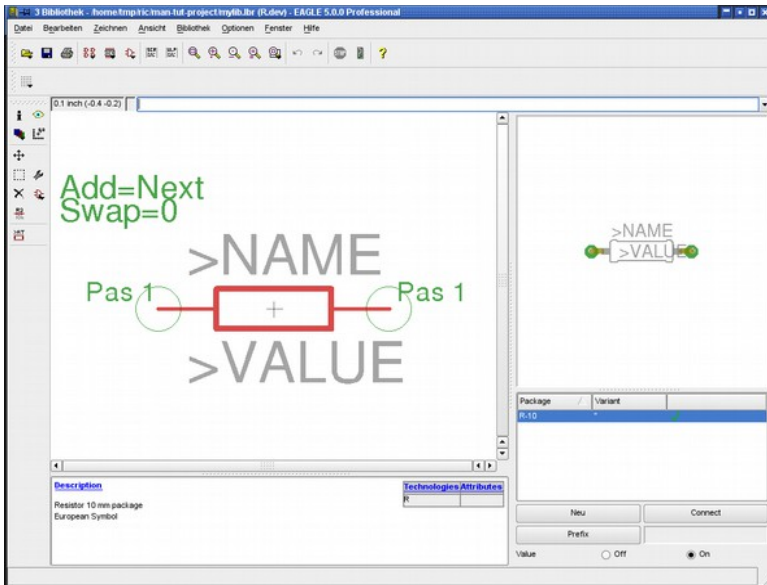 3 Bibliothek - /home/tmp/ric/man-tut-project/mylib.lbr (R.dev) - EAGLE 5.0.0 Professional
Datei Bearbeiten Zeichnen Ansicht Bibliothek Optionen Fenster Hilfe
0.1 inch (-0.4 -0.2)
Add=Next
Swap=0
>NAME
Pas 1
Pas 1
>VALUE
>NAME
>VALUE
Package / Variant
R-10 *
Description
Technologies Attributes
R
Resistor 10 mm package
European Symbol
Neu Connect
Prefix
Value Off On